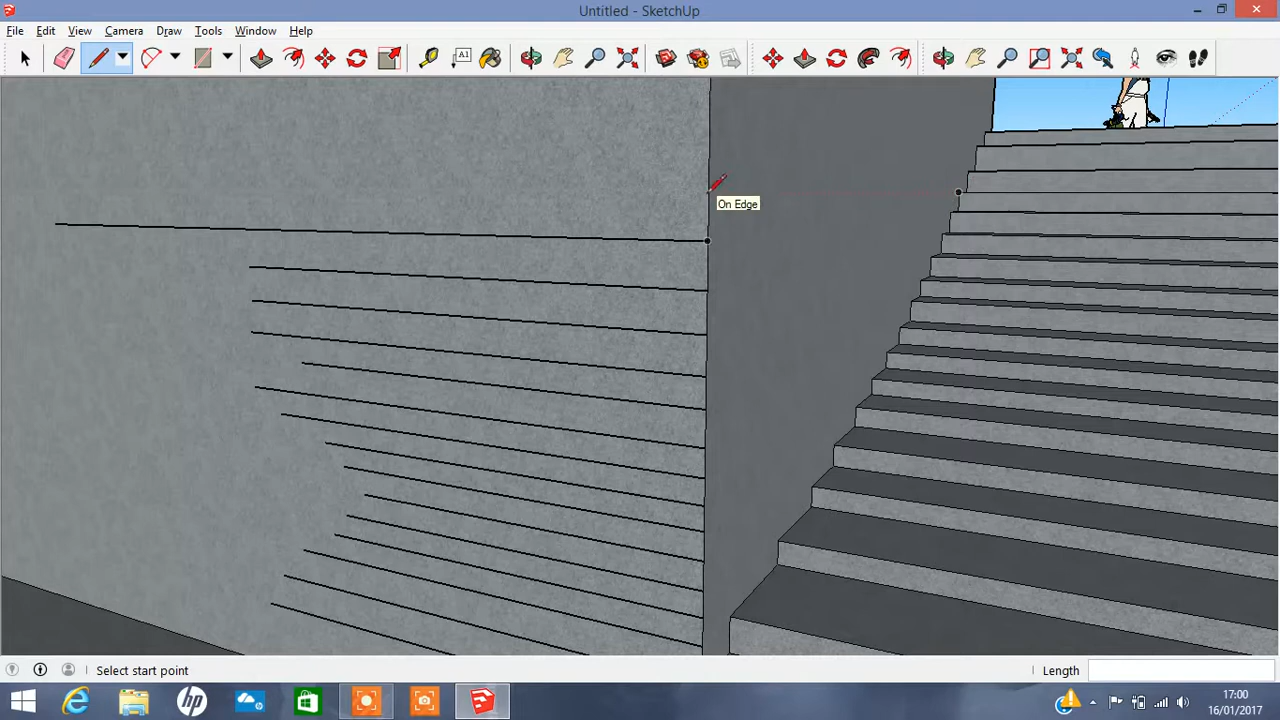 Untitled - SketchUp
File Edit View Camera Draw Tools Window Help
A1
On Edge
Select start point
Length
17:00
16/01/2017